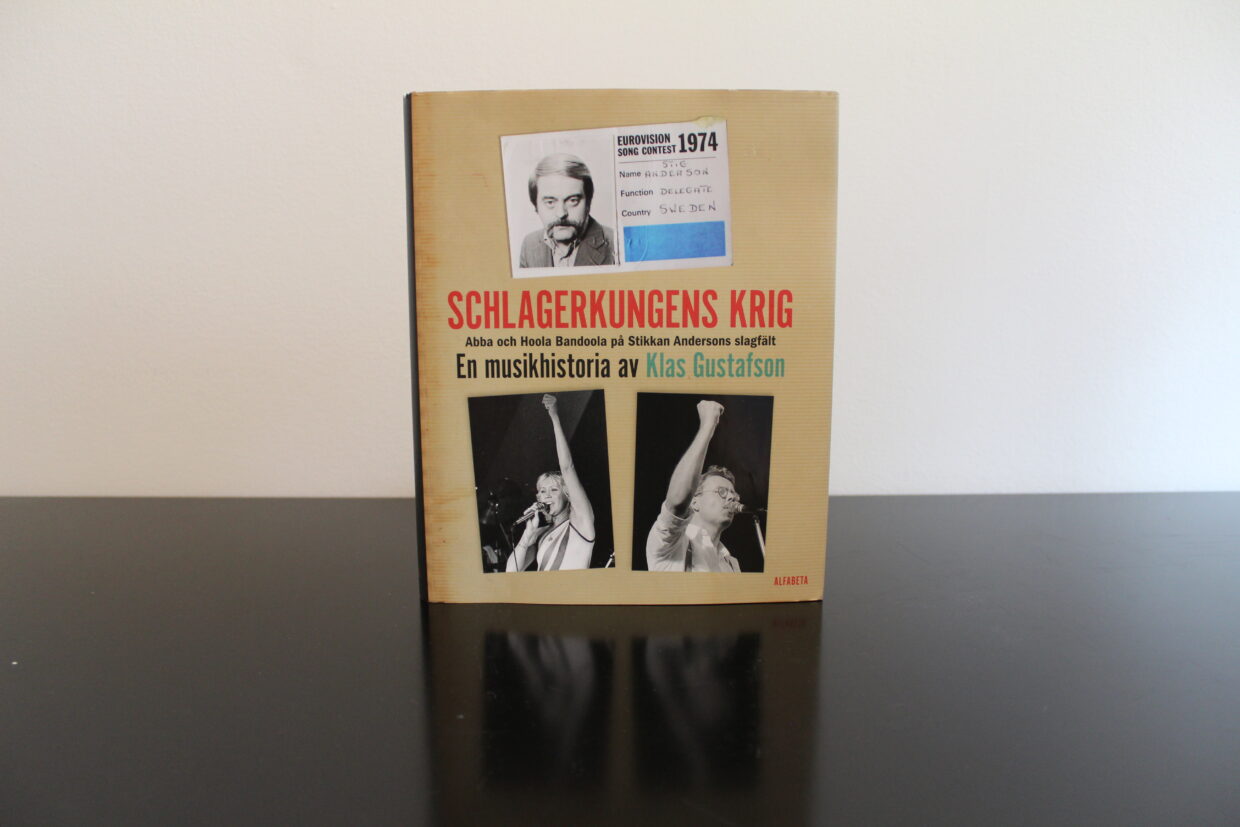 EUROVISION
SONG CONTEST 1974
Name STIG
ANDERSON
Function DELEGATE
Country SWEDEN
SCHLAGERKUNGENS KRIG
Abba och Hoola Bandoola på Stikkan Andersons slagfält
En musikhistoria av Klas Gustafson
ALFABETA